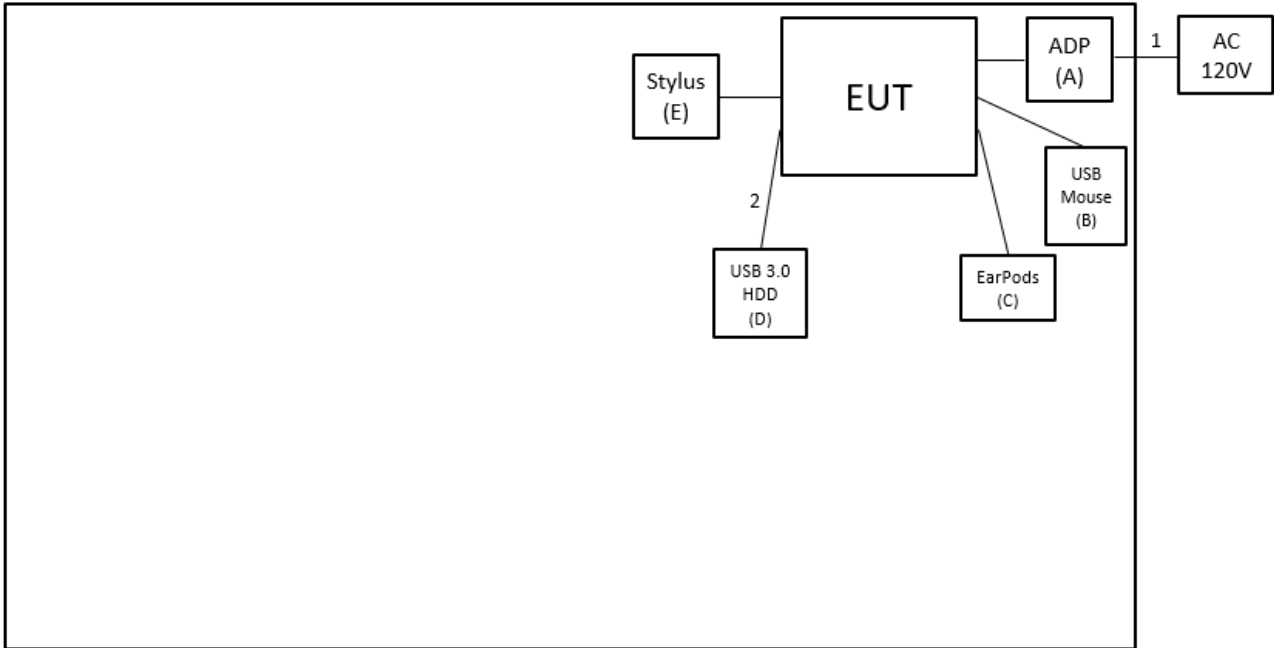 Stylus
(E)
EUT
ADP
(A)
1
AC
120V
USB
Mouse
(B)
2
USB 3.0
HDD
(D)
EarPods
(C)